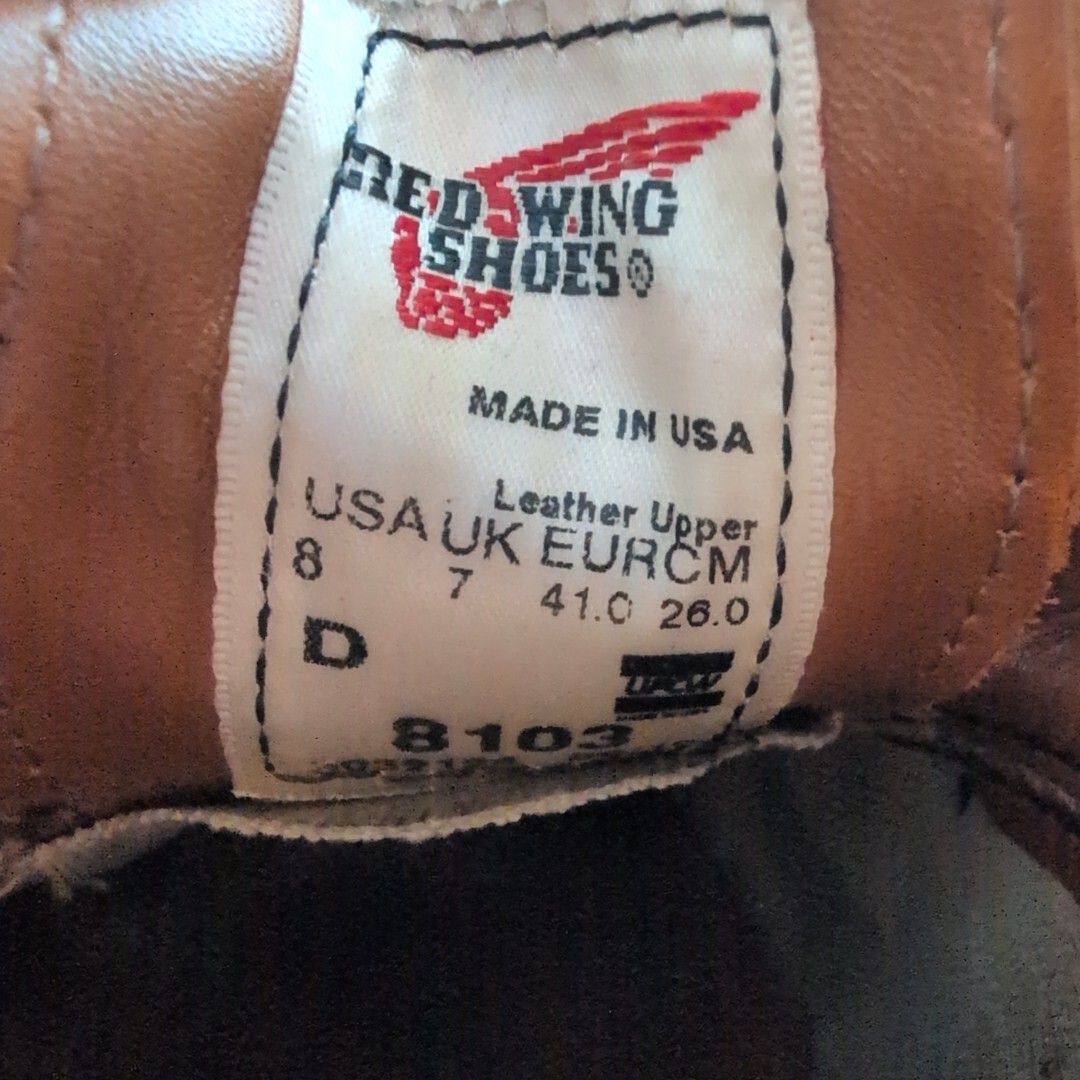 RED WING
SHOES®
MADE IN USA
Leather Upper
USA UK EUR CM
8 7 41.0 26.0
D
8103